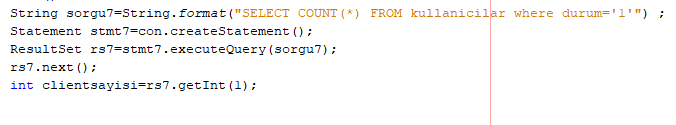 String sorgu7=String.format("SELECT COUNT(*) FROM kullanicilar where durum='1'") ;
Statement stmt7=con.createStatement();
ResultSet rs7=stmt7.executeQuery(sorgu7);
rs7.next();
int clientsayisi=rs7.getInt(1);